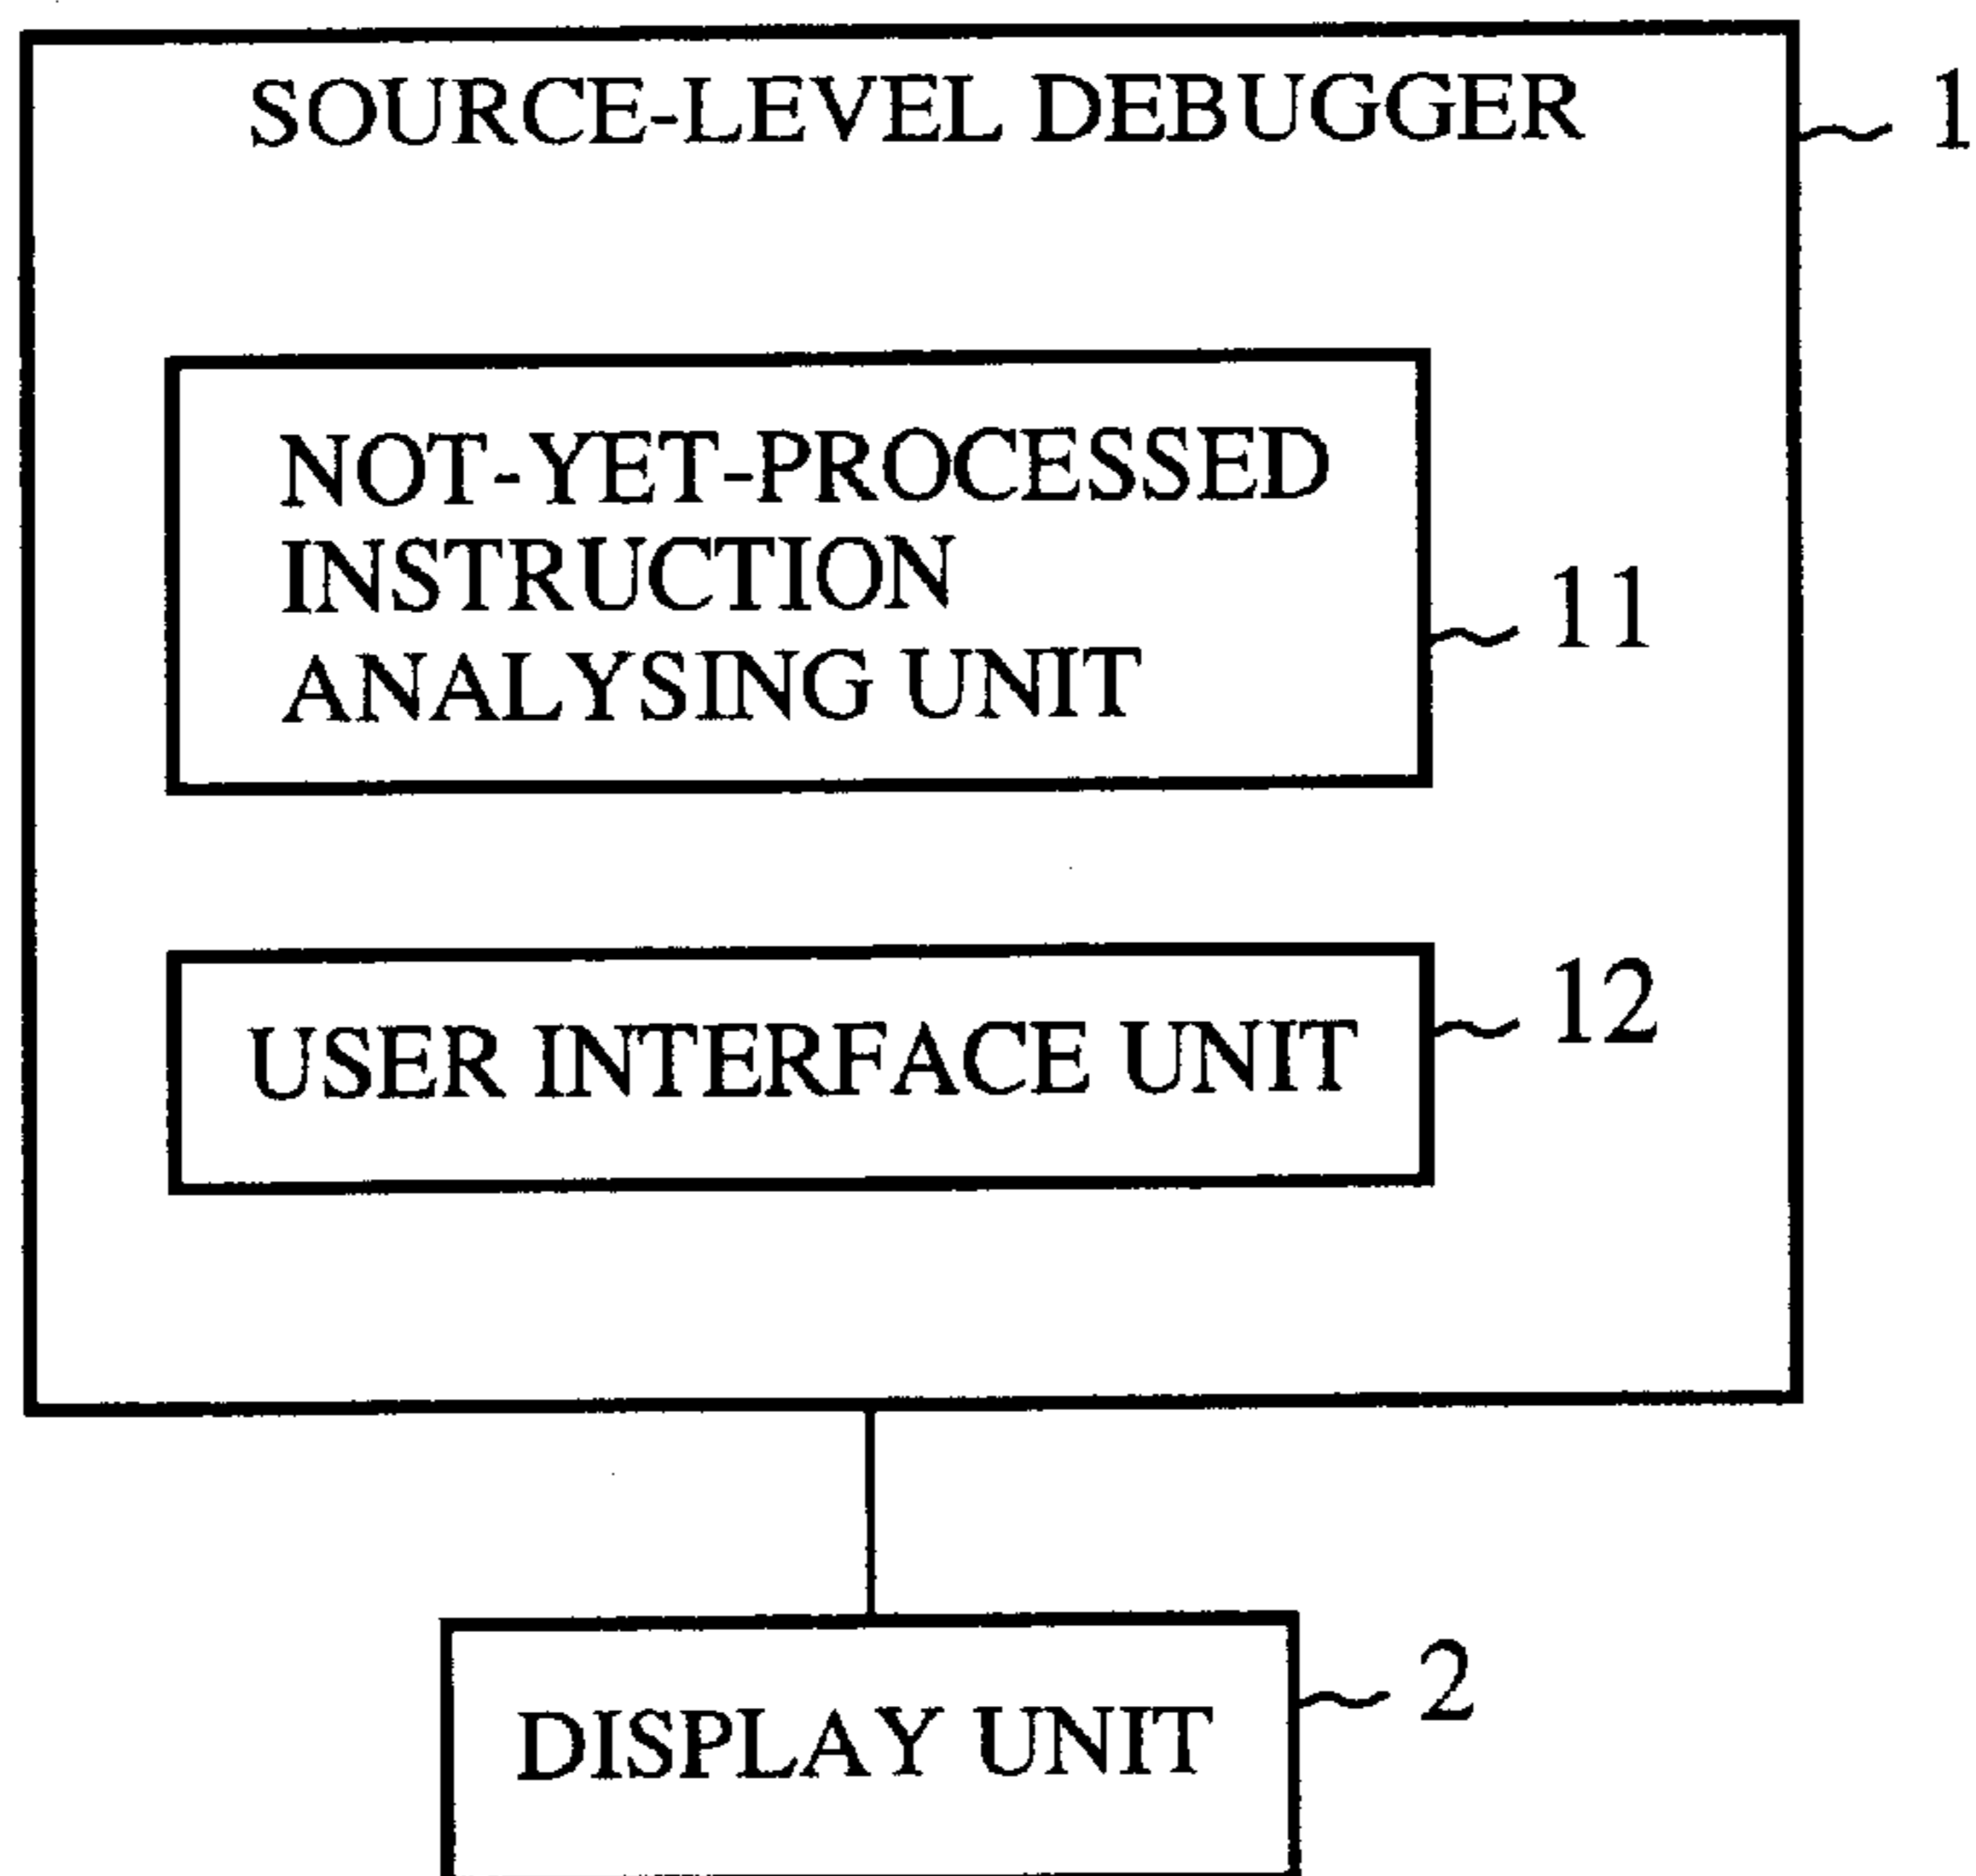 SOURCE-LEVEL DEBUGGER
1
NOT-YET-PROCESSED
INSTRUCTION
ANALYSING UNIT
11
USER INTERFACE UNIT
12
DISPLAY UNIT
2